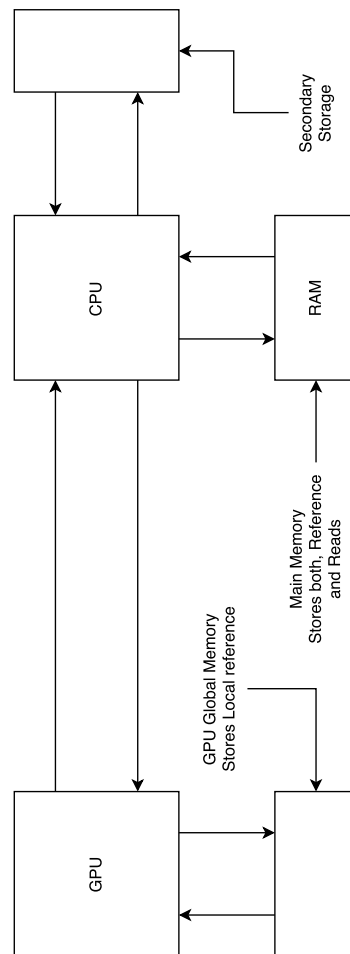 GPU
GPU Global Memory
Stores Local reference
Main Memory
Stores both, Reference
and Reads
CPU
RAM
Secondary
Storage